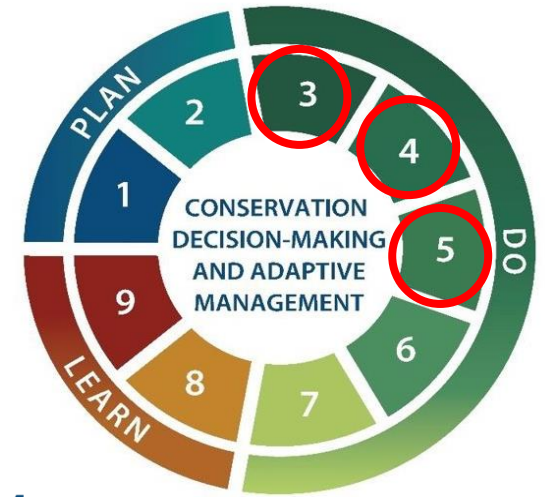 PLAN
DO
LEARN
1
2
3
4
5
6
7
8
9
CONSERVATION
DECISION-MAKING
AND ADAPTIVE
MANAGEMENT